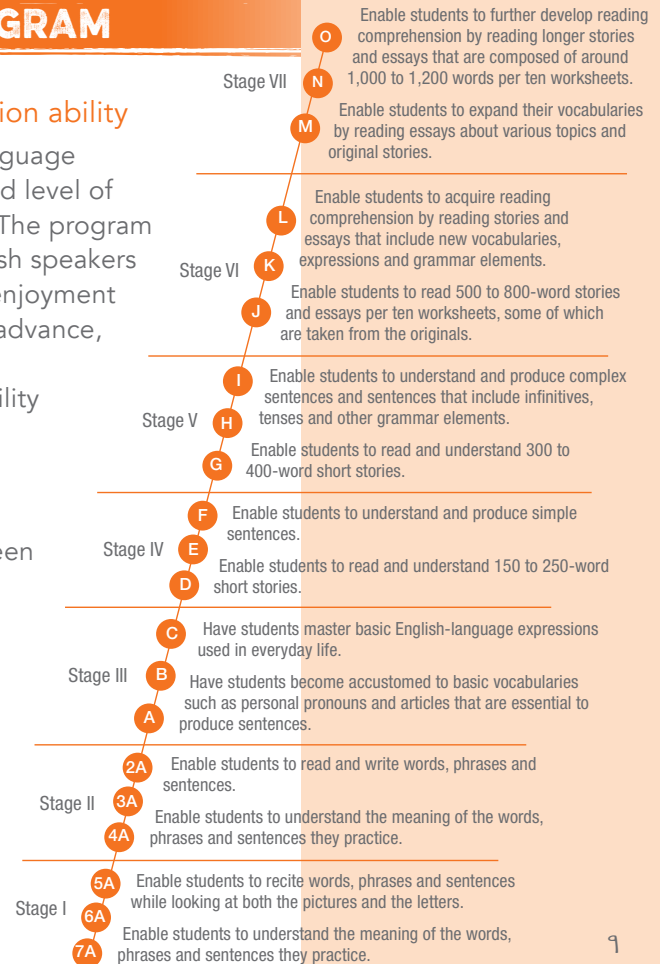 GRAM
ion ability
guage
d level of
The program
sh speakers
enjoyment
advance,
ility
een
O
Enable students to further develop reading
comprehension by reading longer stories
and essays that are composed of around
1,000 to 1,200 words per ten worksheets.
Stage VII
N
M
Enable students to expand their vocabularies
by reading essays about various topics and
original stories.
L
Enable students to acquire reading
comprehension by reading stories and
essays that include new vocabularies,
expressions and grammar elements.
Stage VI
K
J
Enable students to read 500 to 800-word stories
and essays per ten worksheets, some of which
are taken from the originals.
I
Enable students to understand and produce complex
sentences and sentences that include infinitives,
tenses and other grammar elements.
Stage V
H
G
Enable students to read and understand 300 to
400-word short stories.
F
Enable students to understand and produce simple
sentences.
Stage IV
E
D
Enable students to read and understand 150 to 250-word
short stories.
C
Have students master basic English-language expressions
used in everyday life.
Stage III
B
A
Have students become accustomed to basic vocabularies
such as personal pronouns and articles that are essential to
produce sentences.
2A
Enable students to read and write words, phrases and
sentences.
Stage II
3A
4A
Enable students to understand the meaning of the words,
phrases and sentences they practice.
5A
Enable students to recite words, phrases and sentences
while looking at both the pictures and the letters.
Stage I
6A
7A
Enable students to understand the meaning of the words,
phrases and sentences they practice.
9